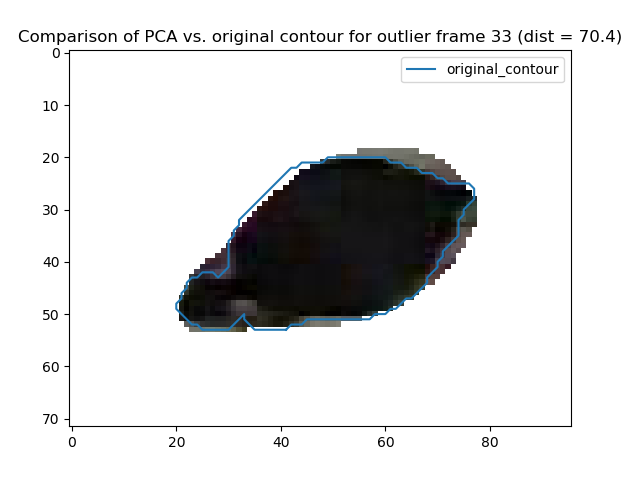 Comparison of PCA vs. original contour for outlier frame 33 (dist = 70.4)
original_contour
0
10
20
30
40
50
60
70
0 20 40 60 80